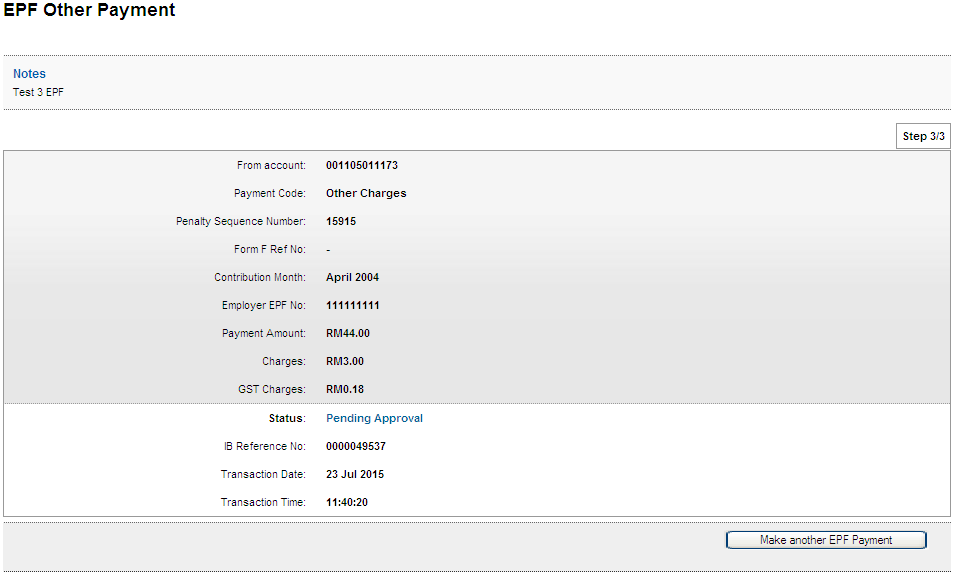 EPF Other Payment
Notes
Test 3 EPF
Step 3/3
From account: 001105011173
Payment Code: Other Charges
Penalty Sequence Number: 15915
Form F Ref No: -
Contribution Month: April 2004
Employer EPF No: 111111111
Payment Amount: RM44.00
Charges: RM3.00
GST Charges: RM0.18
Status: Pending Approval
IB Reference No: 0000049537
Transaction Date: 23 Jul 2015
Transaction Time: 11:40:20
Make another EPF Payment